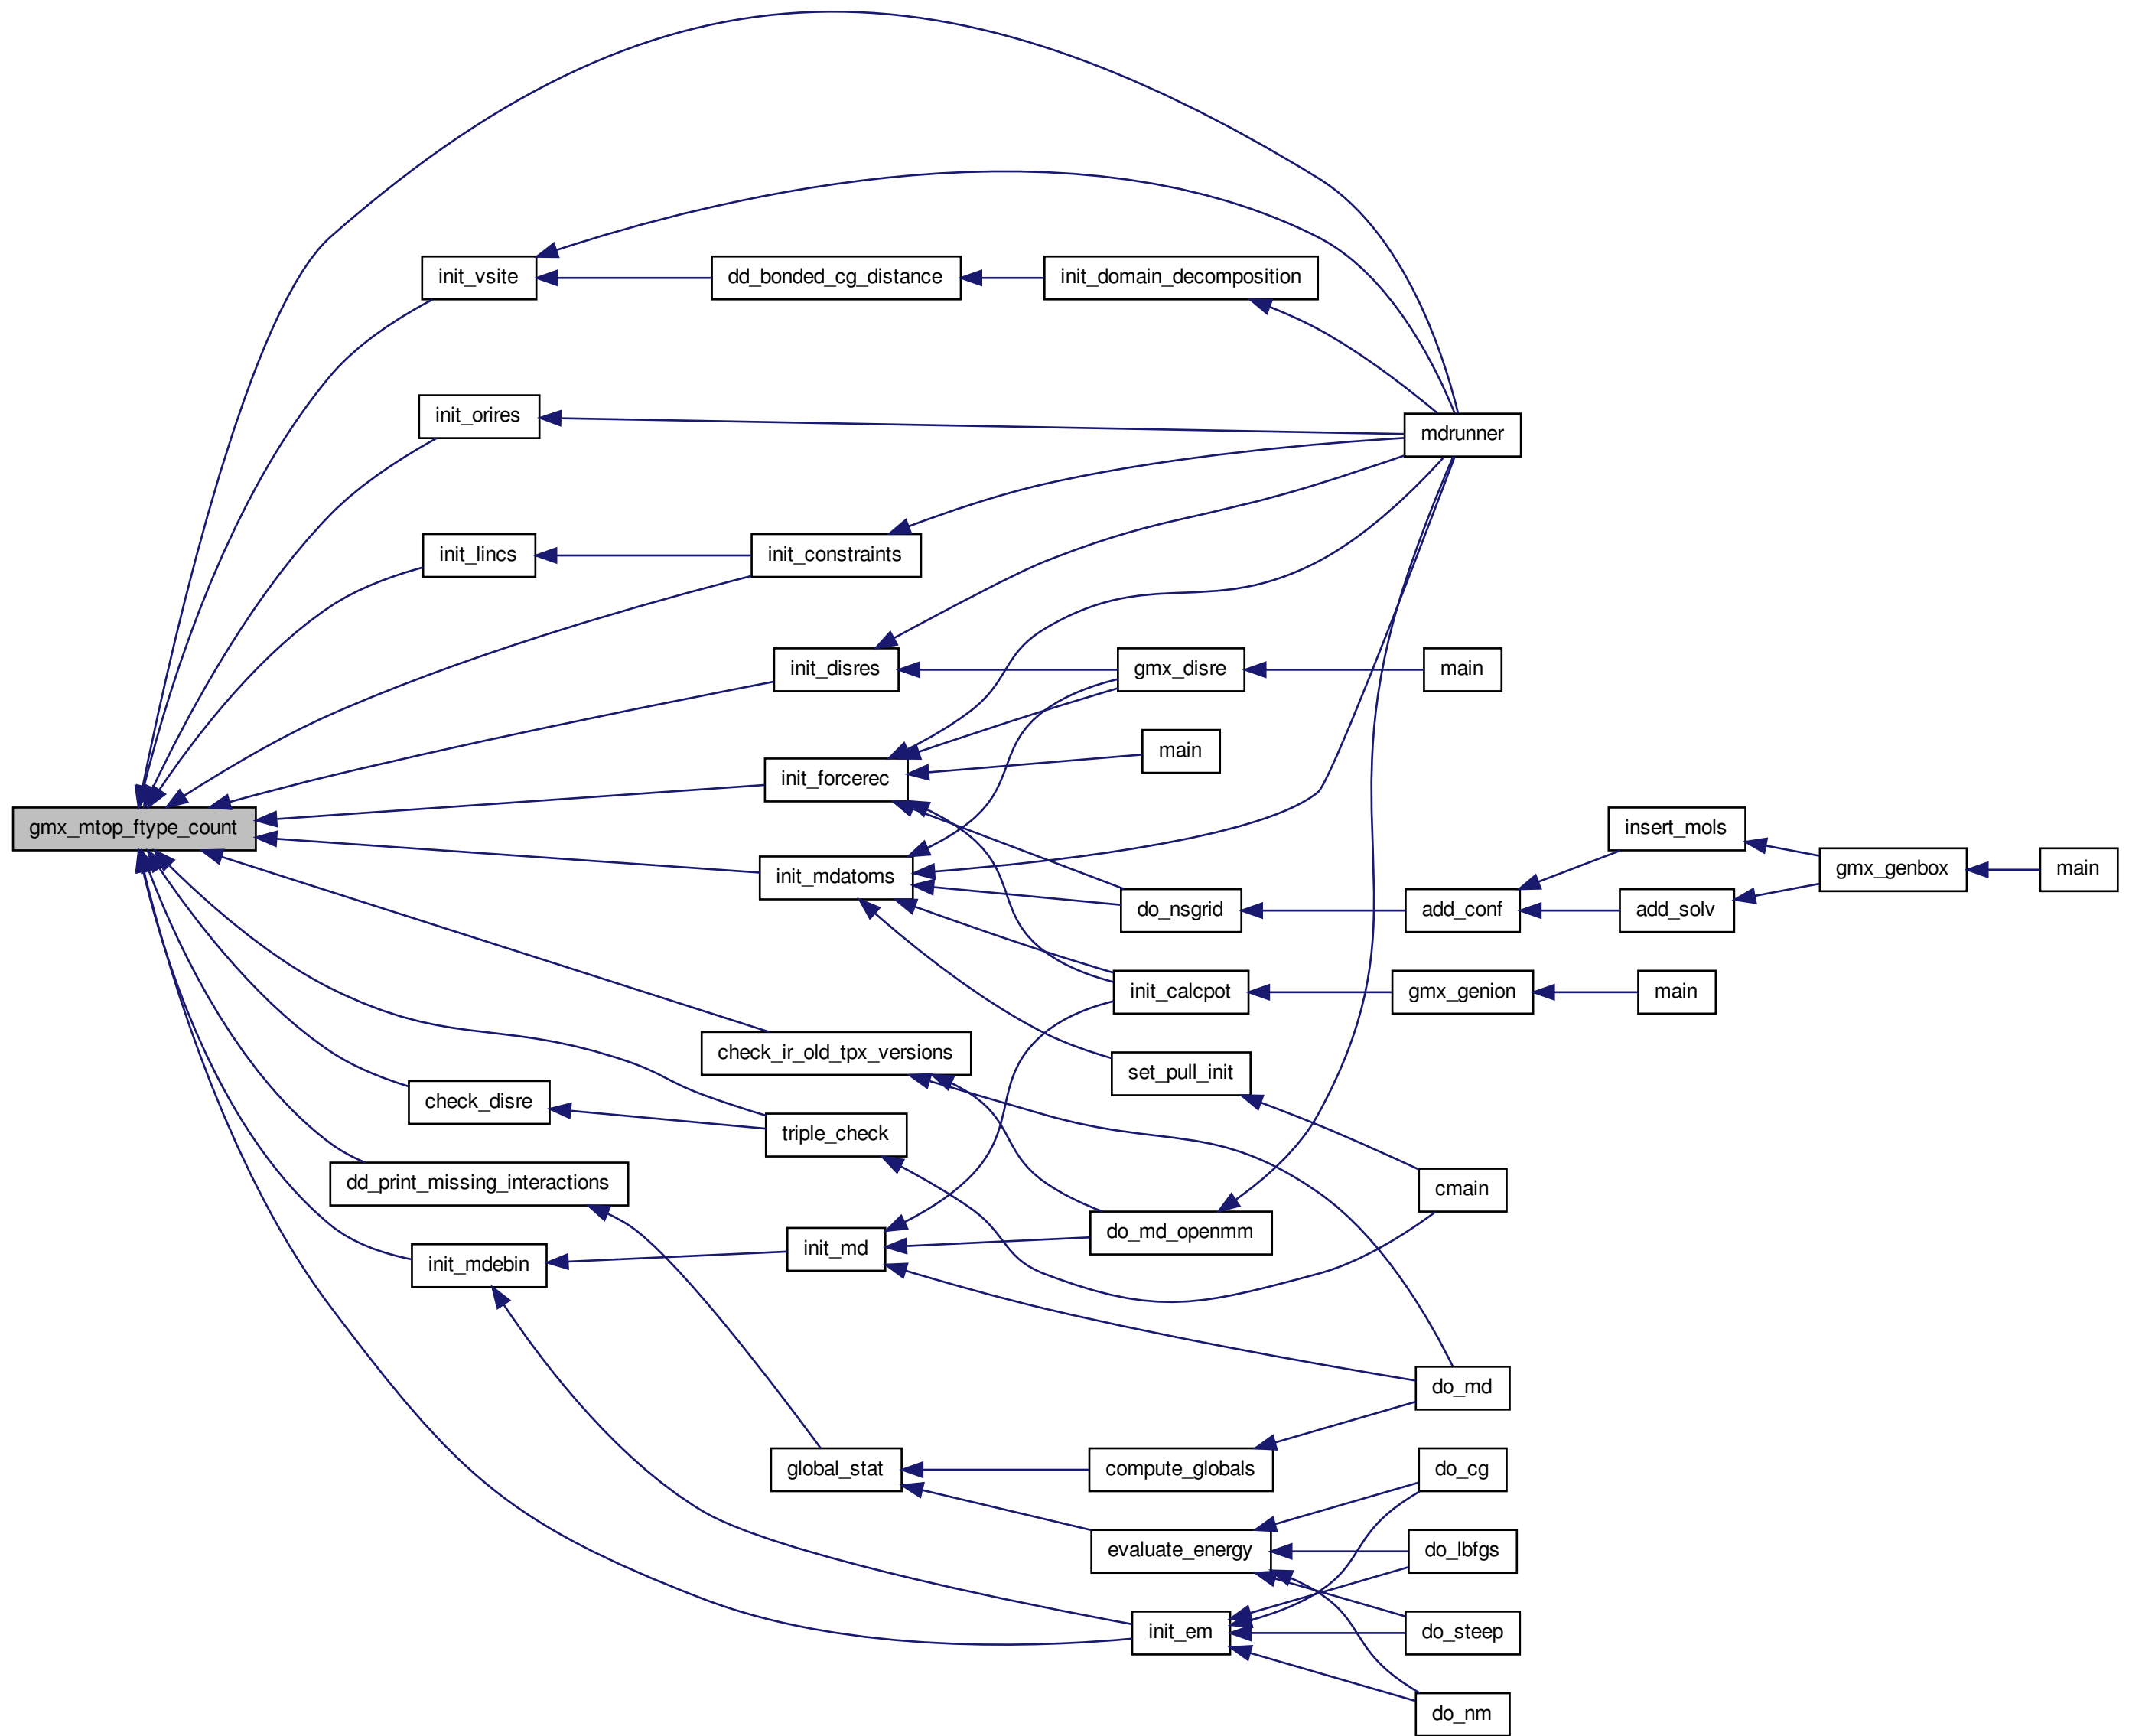 init_vsite
dd_bonded_cg_distance
init_domain_decomposition
init_orires
mdrunner
init_lincs
init_constraints
init_disres
gmx_disre
main
init_forcerec
main
gmx_mtop_ftype_count
insert_mols
init_mdatoms
gmx_genbox
main
do_nsgrid
add_conf
add_solv
init_calcpot
gmx_genion
main
check_ir_old_tpx_versions
set_pull_init
check_disre
triple_check
dd_print_missing_interactions
cmain
do_md_openmm
init_md
init_mdebin
do_md
global_stat
compute_globals
do_cg
evaluate_energy
do_lbfgs
init_em
do_steep
do_nm